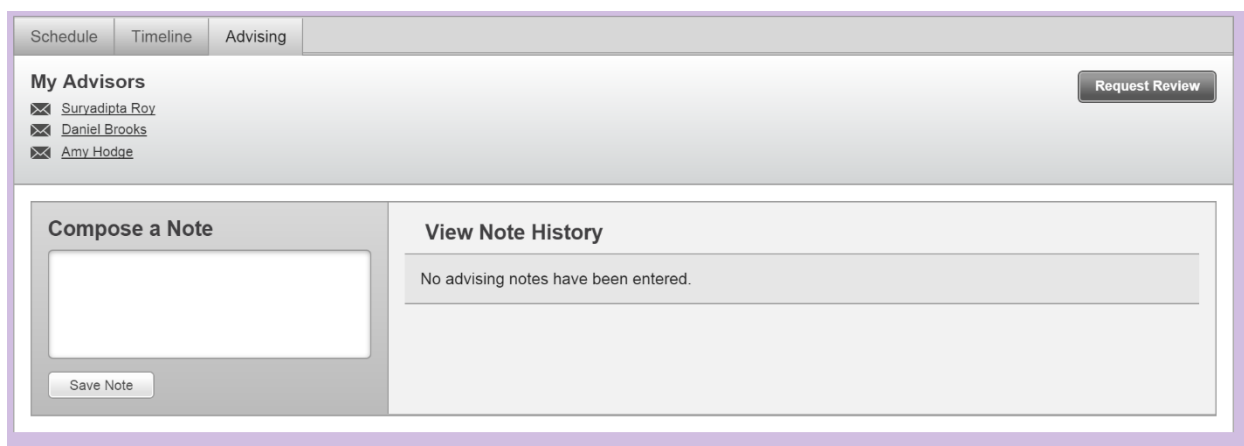 Schedule Timeline Advising
My Advisors
Request Review
Suryadipta Roy
Daniel Brooks
Amy Hodge
Compose a Note
View Note History
No advising notes have been entered.
Save Note